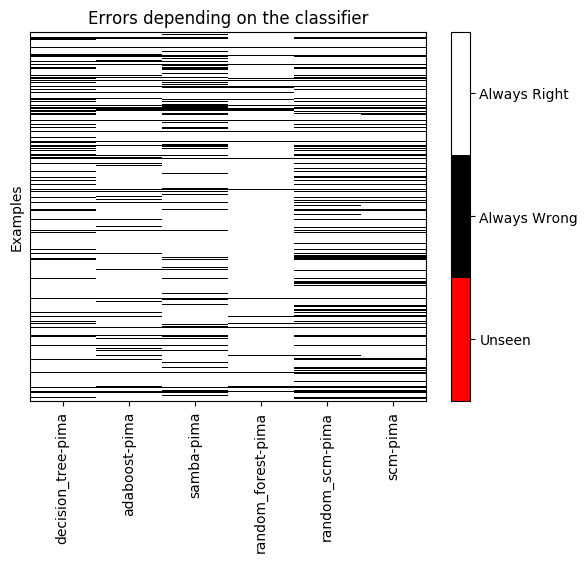 Errors depending on the classifier
Examples
Always Right
Always Wrong
Unseen
decision_tree-pima
adaboost-pima
samba-pima
random_forest-pima
random_scm-pima
scm-pima